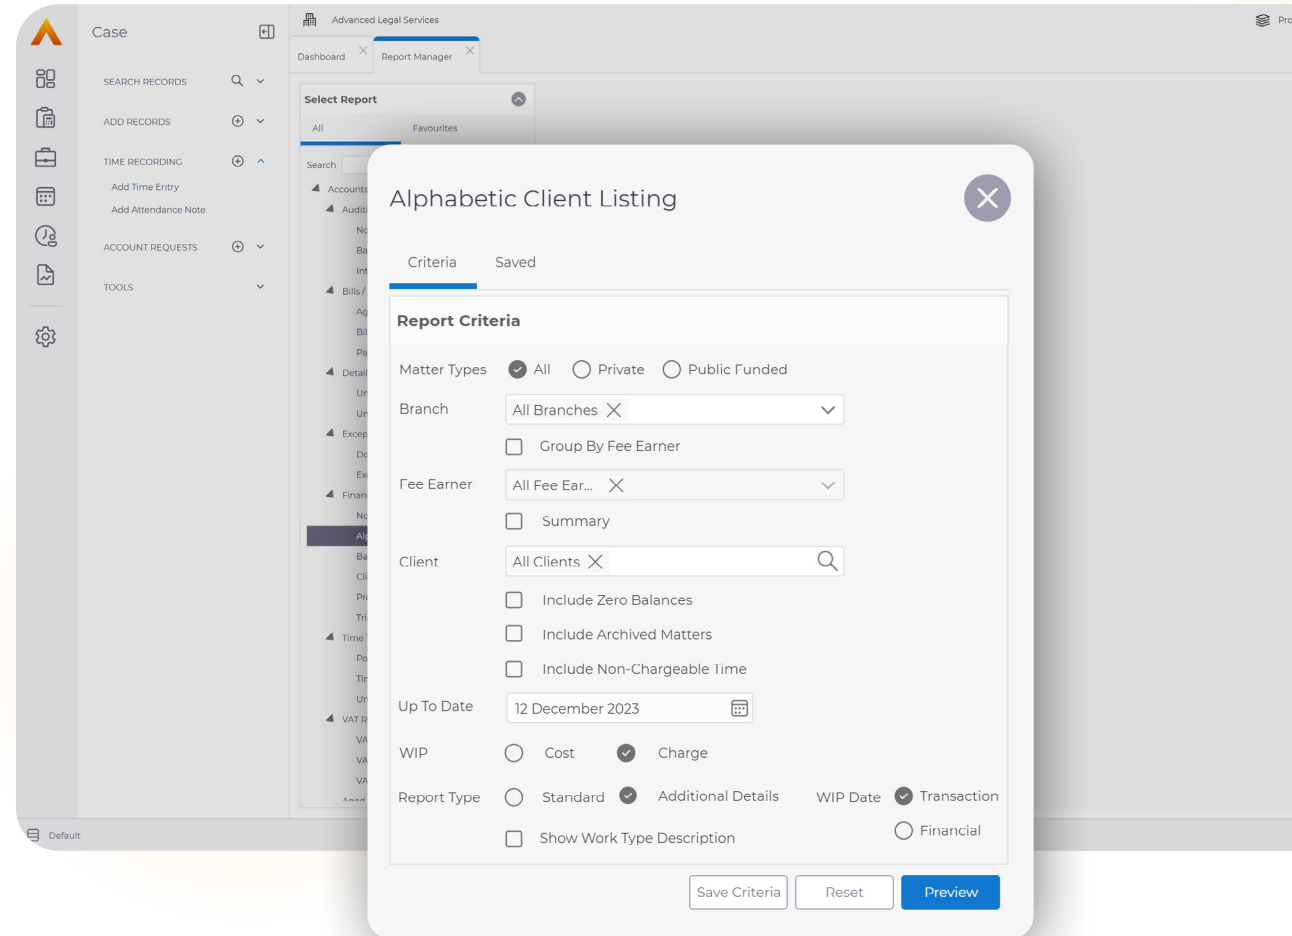 Advanced Legal Services
Case
Dashboard
Report Manager
SEARCH RECORDS
ADD RECORDS
TIME RECORDING
Add Time Entry
Add Attendance Note
ACCOUNT REQUESTS
TOOLS
Default
Select Report
All
Favourites
Search
Accounts
Alphabetic Client Listing
Criteria
Saved
Report Criteria
Matter Types
All
Private
Public Funded
Branch
All Branches
Group By Fee Earner
Fee Earner
All Fee Ear...
Summary
Client
All Clients
Include Zero Balances
Include Archived Matters
Include Non-Chargeable Time
Up To Date
12 December 2023
WIP
Cost
Charge
Report Type
Standard
Additional Details
WIP Date
Transaction
Financial
Show Work Type Description
Save Criteria
Reset
Preview